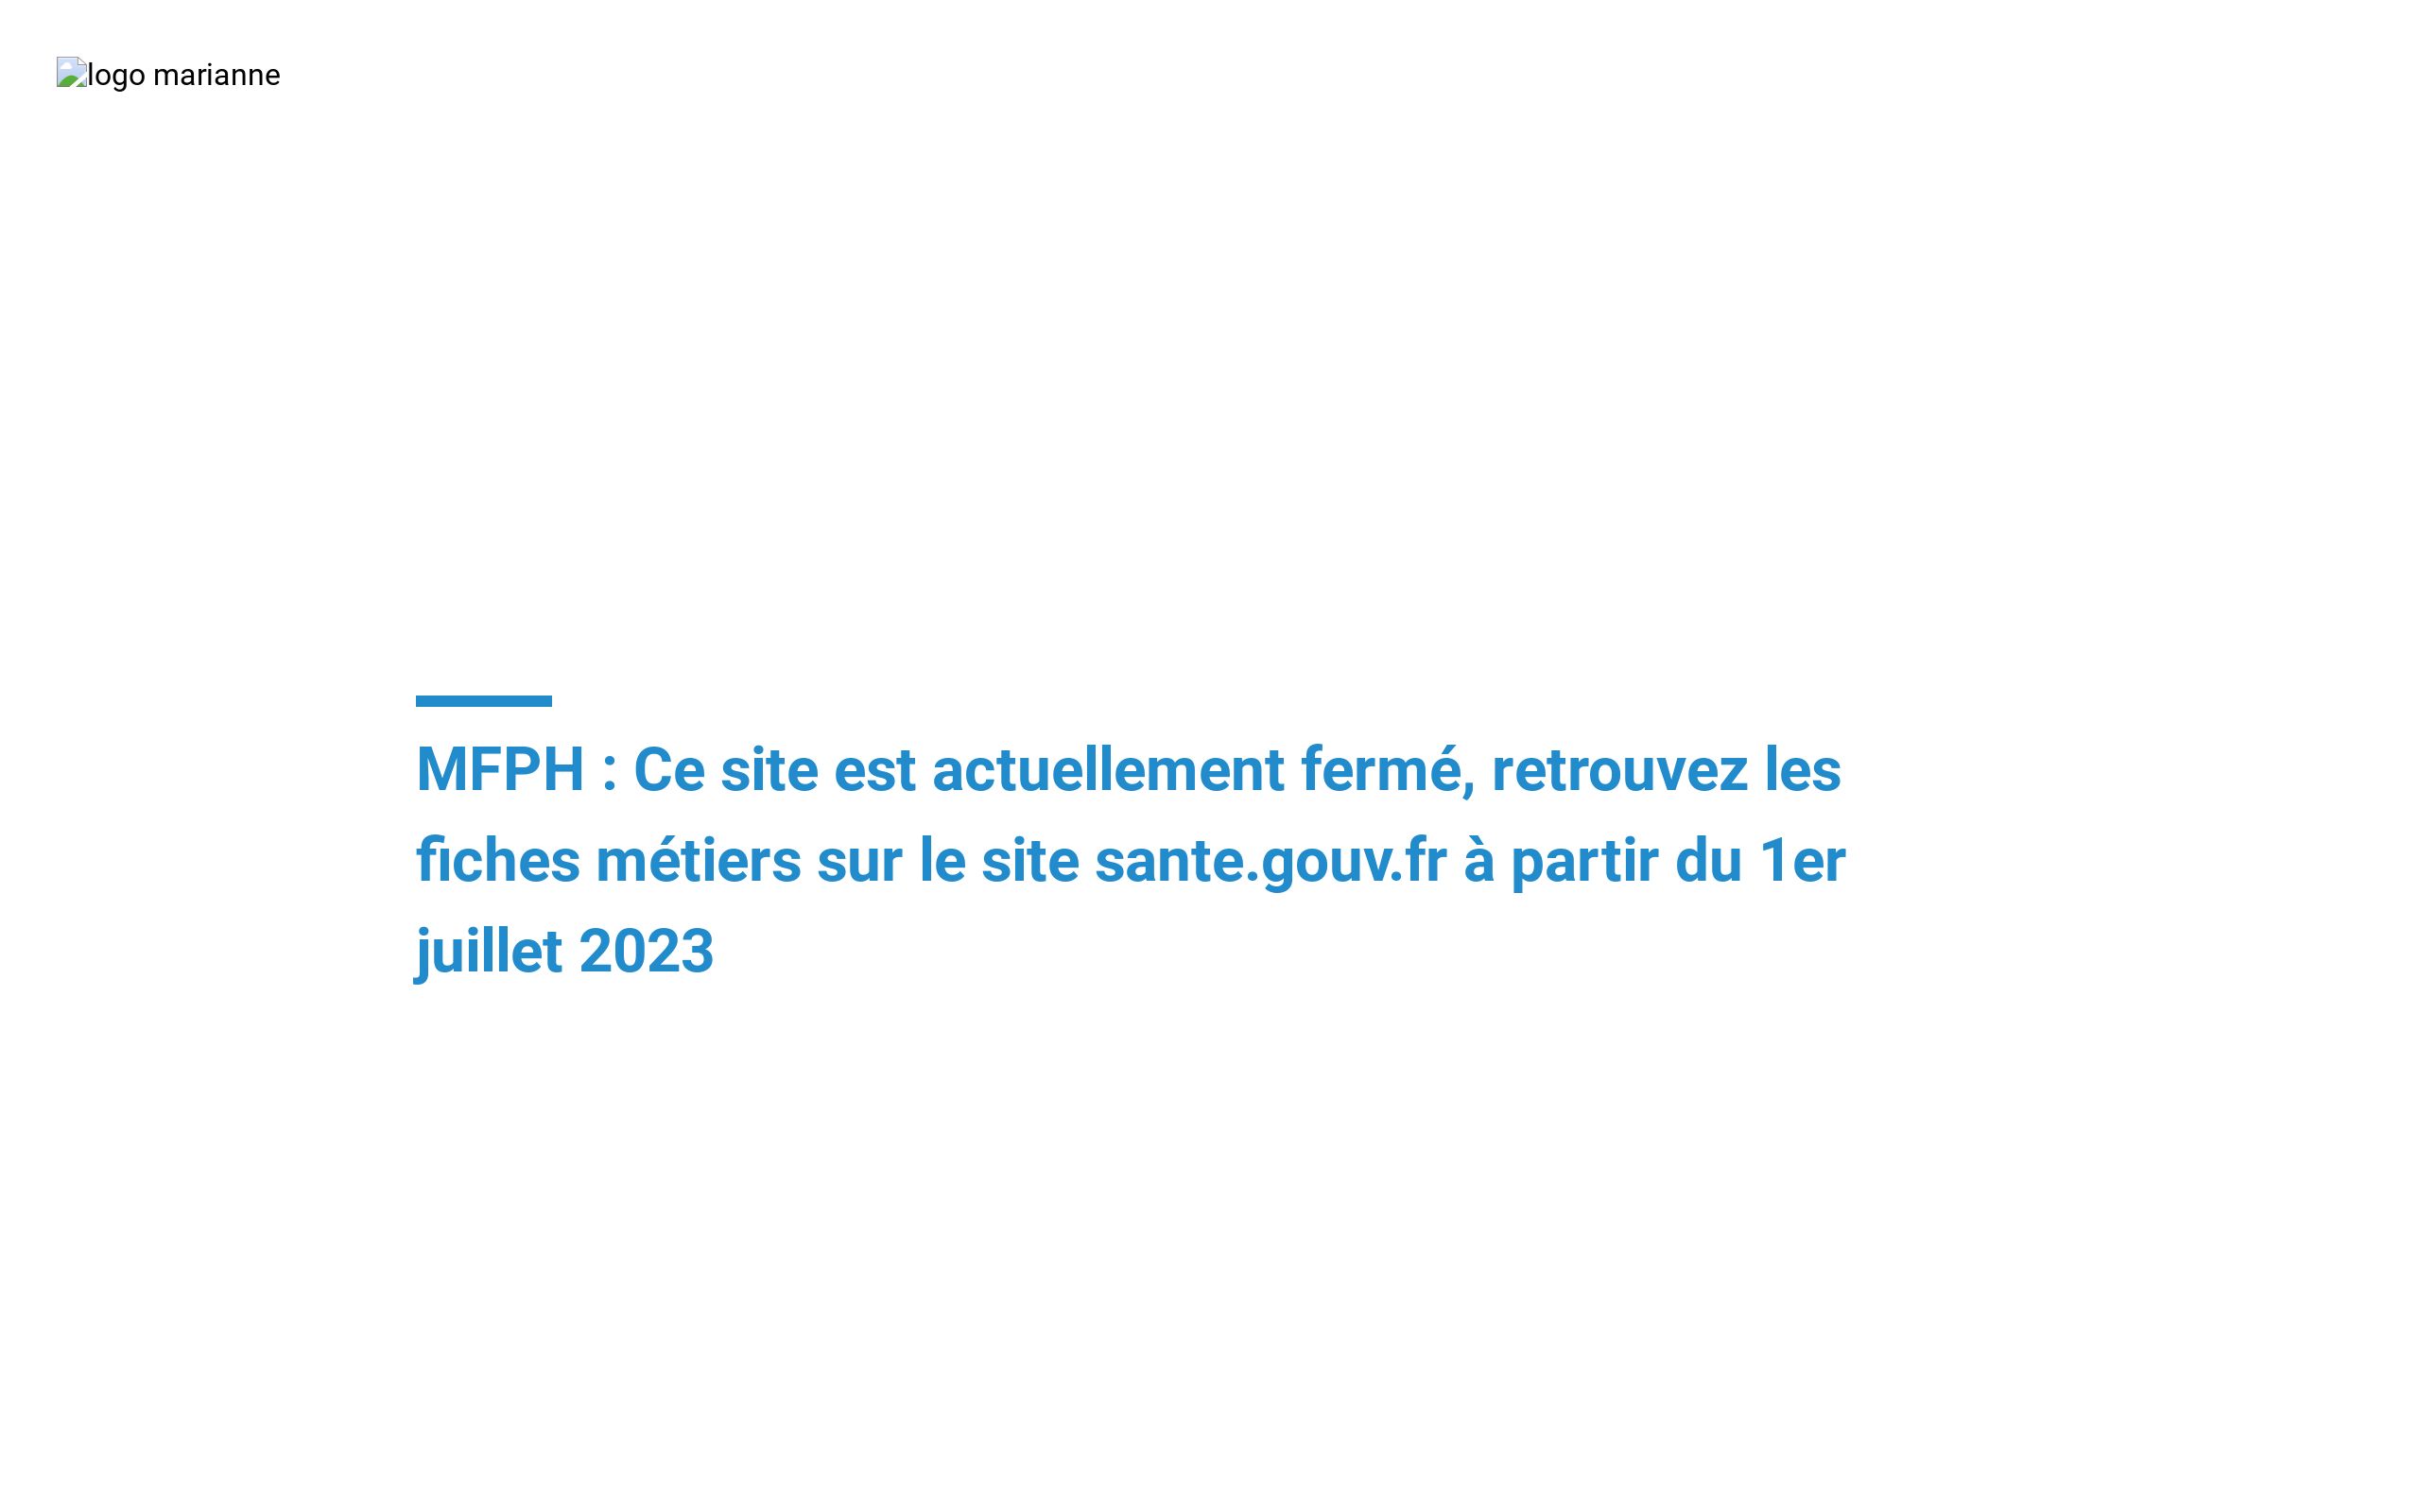 logo marianne
MFPH : Ce site est actuellement fermé, retrouvez les
fiches métiers sur le site sante.gouv.fr à partir du 1er
juillet 2023